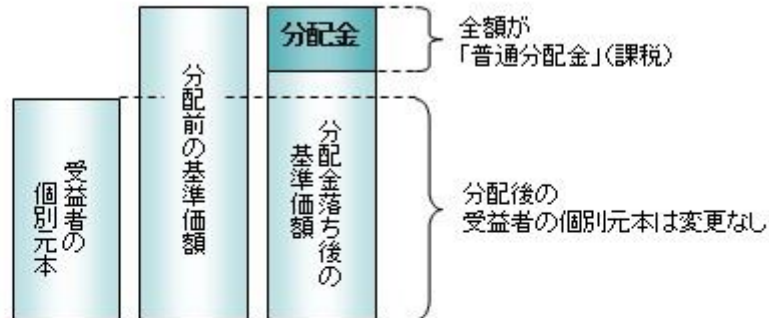 受益者の
個別元本
分配前の基準価額
分配金
分配金落ち後の
基準価額
全額が
「普通分配金」(課税)
分配後の
受益者の個別元本は変更なし